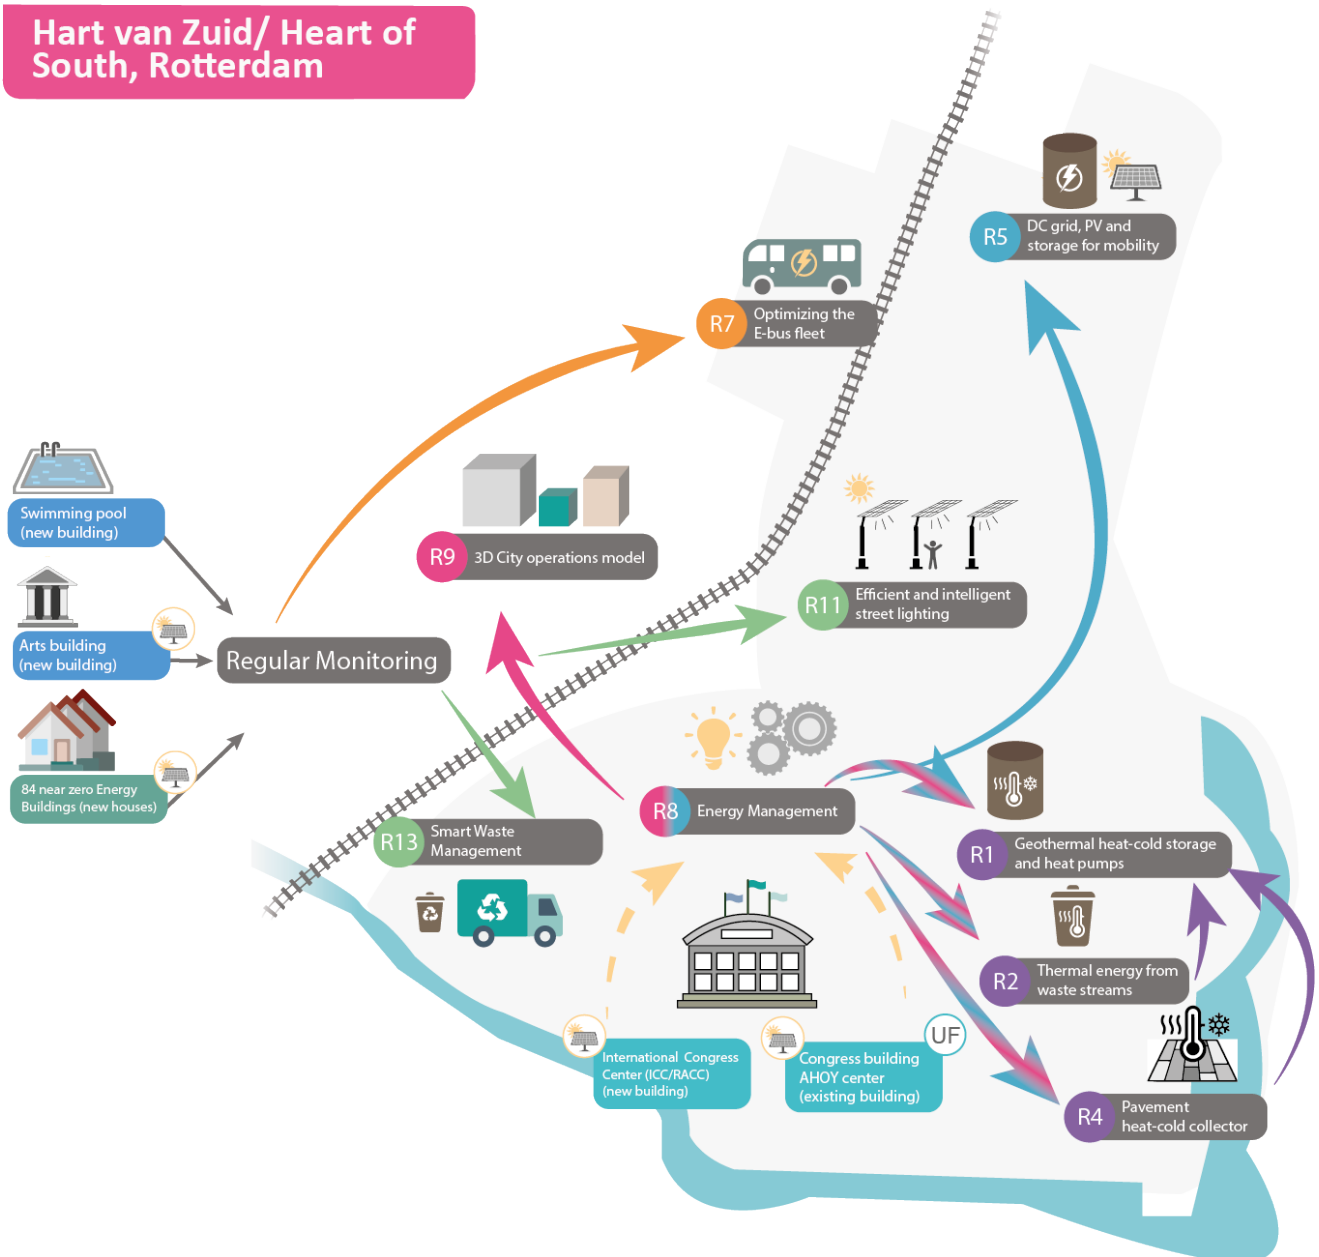 Hart van Zuid/ Heart of
South, Rotterdam
R5
DC grid, PV and
storage for mobility
R7
Optimizing the
E-bus fleet
Swimming pool
(new building)
R9
3D City operations model
R11
Efficient and intelligent
street lighting
Arts building
(new building)
Regular Monitoring
84 near zero Energy
Buildings (new houses)
R8
Energy Management
R13
Smart Waste
Management
R1
Geothermal heat-cold storage
and heat pumps
R2
Thermal energy from
waste streams
International Congress
Center (ICC/RACC)
(new building)
UF
Congress building
AHOY center
(existing building)
R4
Pavement
heat-cold collector